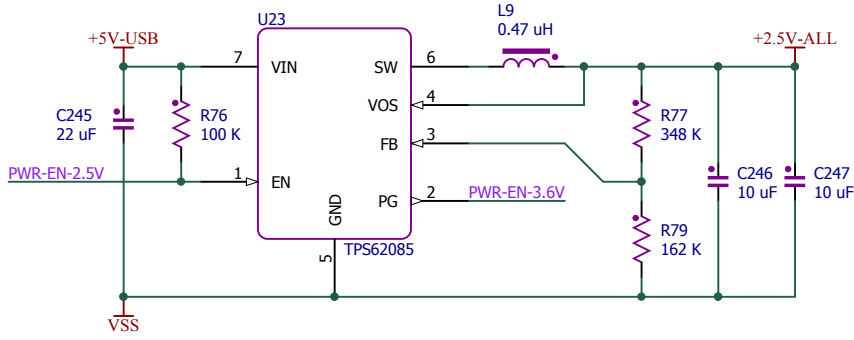 U23
L9
0.47 uH
+5V-USB
+2.5V-ALL
7
VIN
SW
6
C245
22 uF
R76
100 K
VOS
4
R77
348 K
FB
3
PWR-EN-2.5V
1
EN
C246
10 uF
C247
10 uF
PG
2
PWR-EN-3.6V
GND
R79
162 K
5
TPS62085
VSS